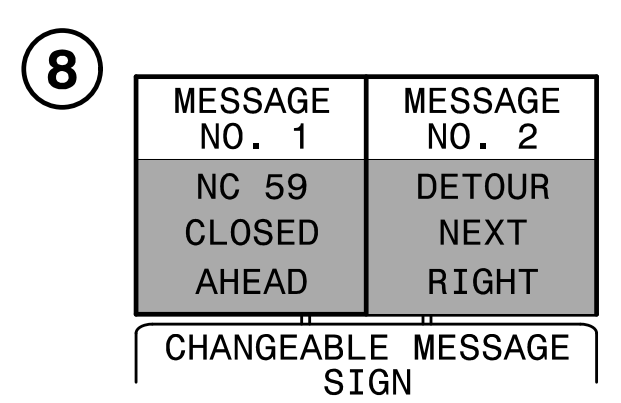 8
MESSAGE
NO. 1
NC 59
CLOSED
AHEAD
MESSAGE
NO. 2
DETOUR
NEXT
RIGHT
CHANGEABLE MESSAGE
SIGN